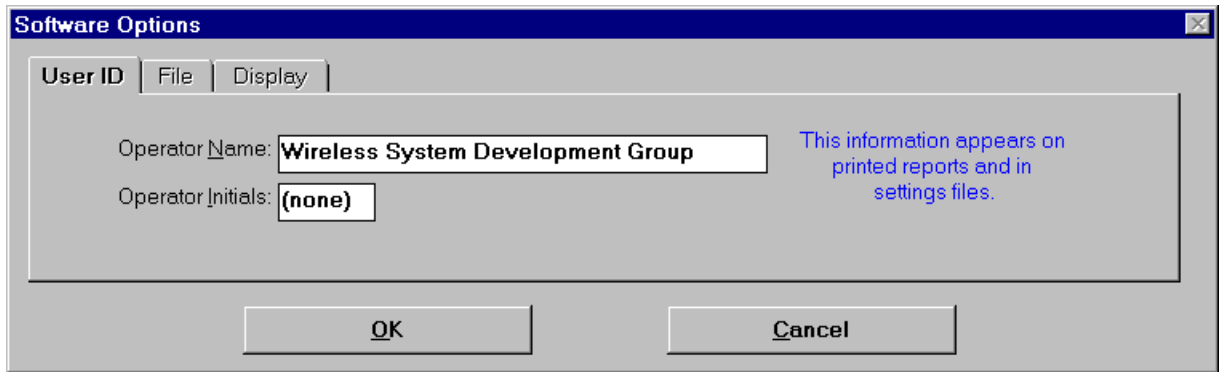 Software Options
User ID File Display
Operator Name: Wireless System Development Group
Operator Initials: (none)
This information appears on
printed reports and in
settings files.
OK Cancel